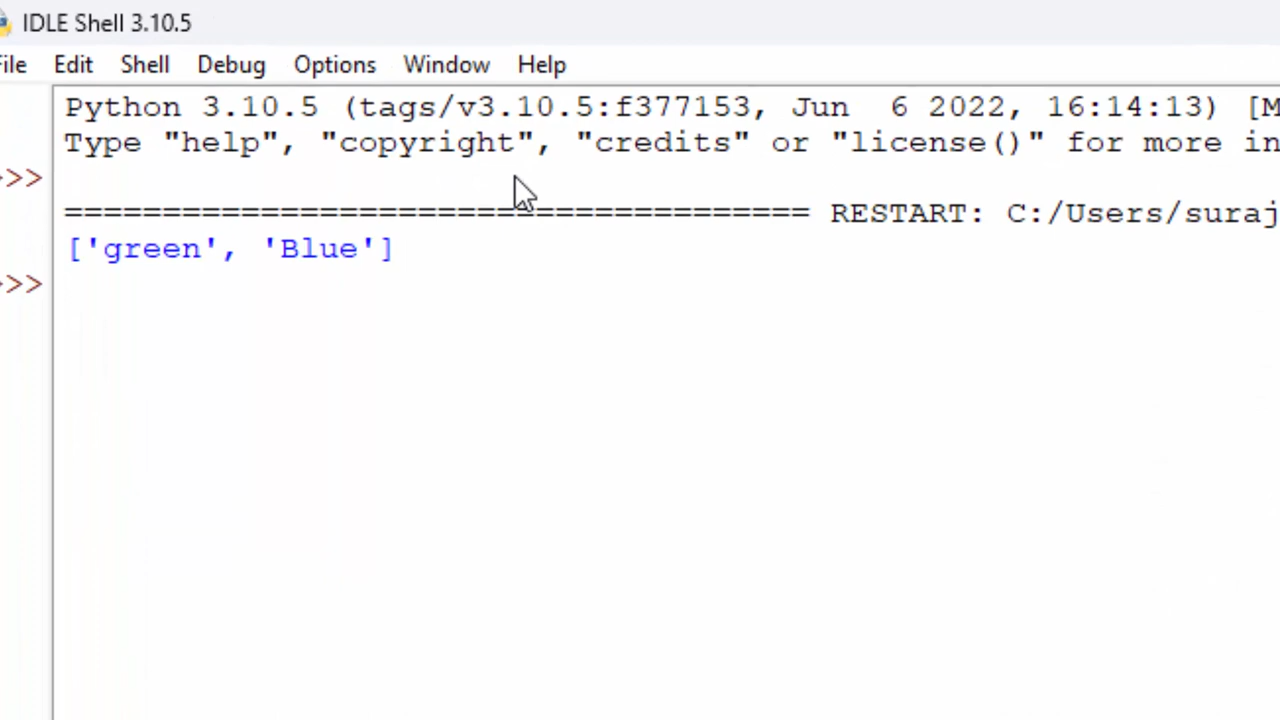 IDLE Shell 3.10.5
File Edit Shell Debug Options Window Help
Python 3.10.5 (tags/v3.10.5:f377153, Jun  6 2022, 16:14:13) [M
Type "help", "copyright", "credits" or "license()" for more in
>>>
====================================== RESTART: C:/Users/suraj
['green', 'Blue']
>>>